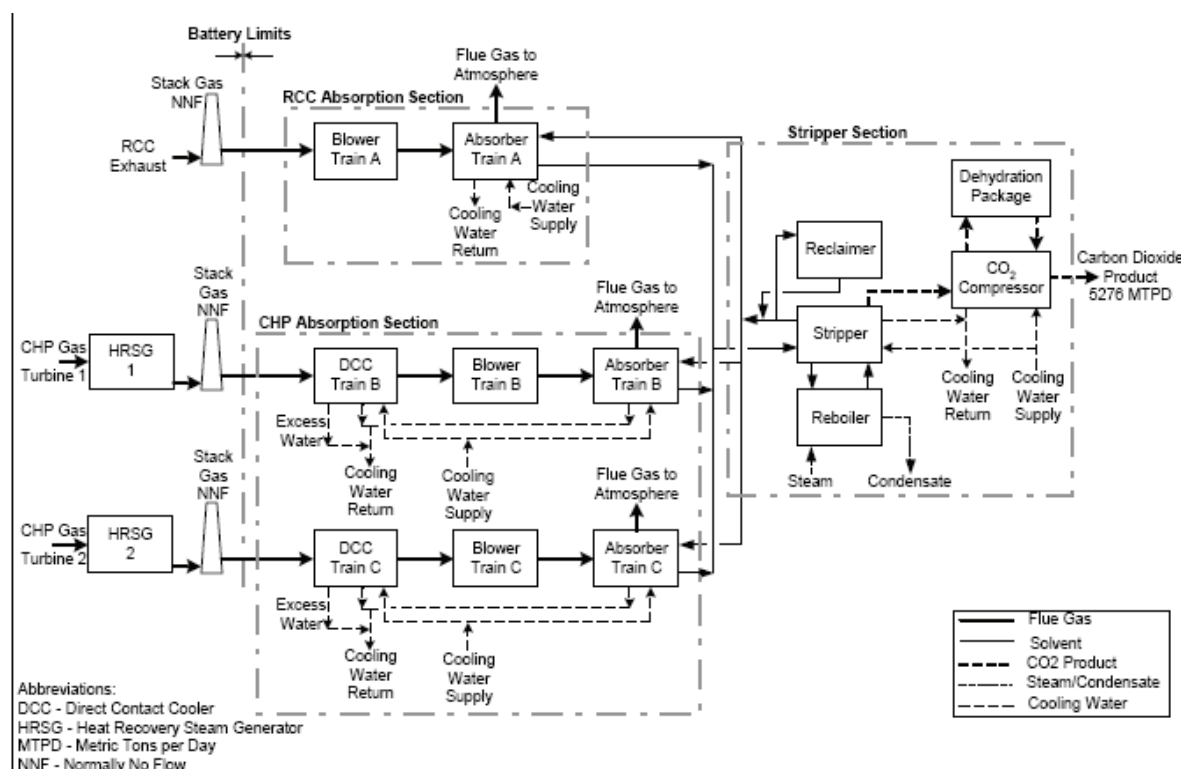 Battery Limits
Stack Gas
NNF
RCC
Exhaust
Flue Gas to
Atmosphere
RCC Absorption Section
Blower
Train A
Absorber
Train A
Cooling
Water
Return
Cooling
Water
Supply
Stripper Section
Dehydration
Package
Reclaimer
CO2
Compressor
Carbon Dioxide
Product
5276 MTPD
Stripper
Reboiler
Cooling
Water
Return
Cooling
Water
Supply
Steam
Condensate
Stack
Gas
NNF
CHP Gas
Turbine 1
HRSG
1
CHP Absorption Section
Flue Gas to
Atmosphere
DCC
Train B
Blower
Train B
Absorber
Train B
Excess
Water
Cooling
Water
Return
Cooling
Water
Supply
Stack
Gas
NNF
CHP Gas
Turbine 2
HRSG
2
Flue Gas to
Atmosphere
DCC
Train C
Blower
Train C
Absorber
Train C
Excess
Water
Cooling
Water
Return
Cooling
Water
Supply
Flue Gas
Solvent
CO2 Product
Steam/Condensate
Cooling Water
Abbreviations:
DCC - Direct Contact Cooler
HRSG - Heat Recovery Steam Generator
MTPD - Metric Tons per Day
NNF - Normally No Flow